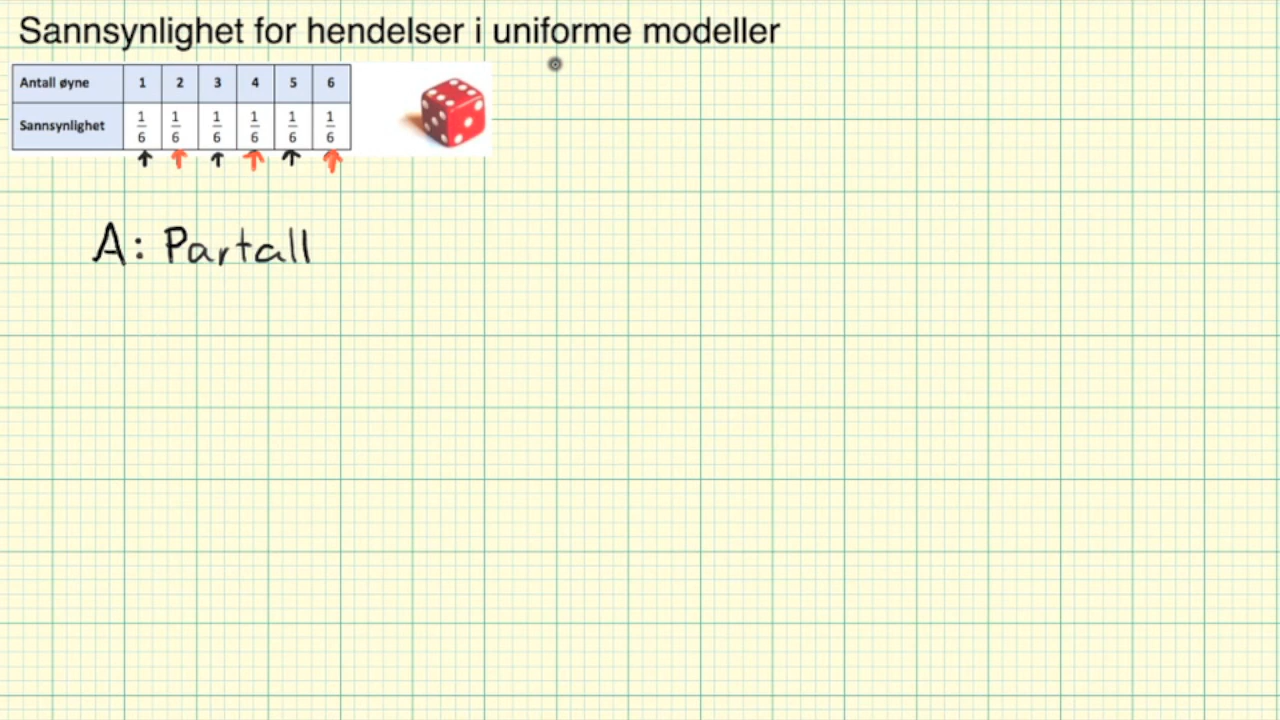 Sannsynlighet for hendelser i uniforme modeller
Antall øyne 1 2 3 4 5 6
Sannsynlighet 1/6 1/6 1/6 1/6 1/6 1/6
A: Partall